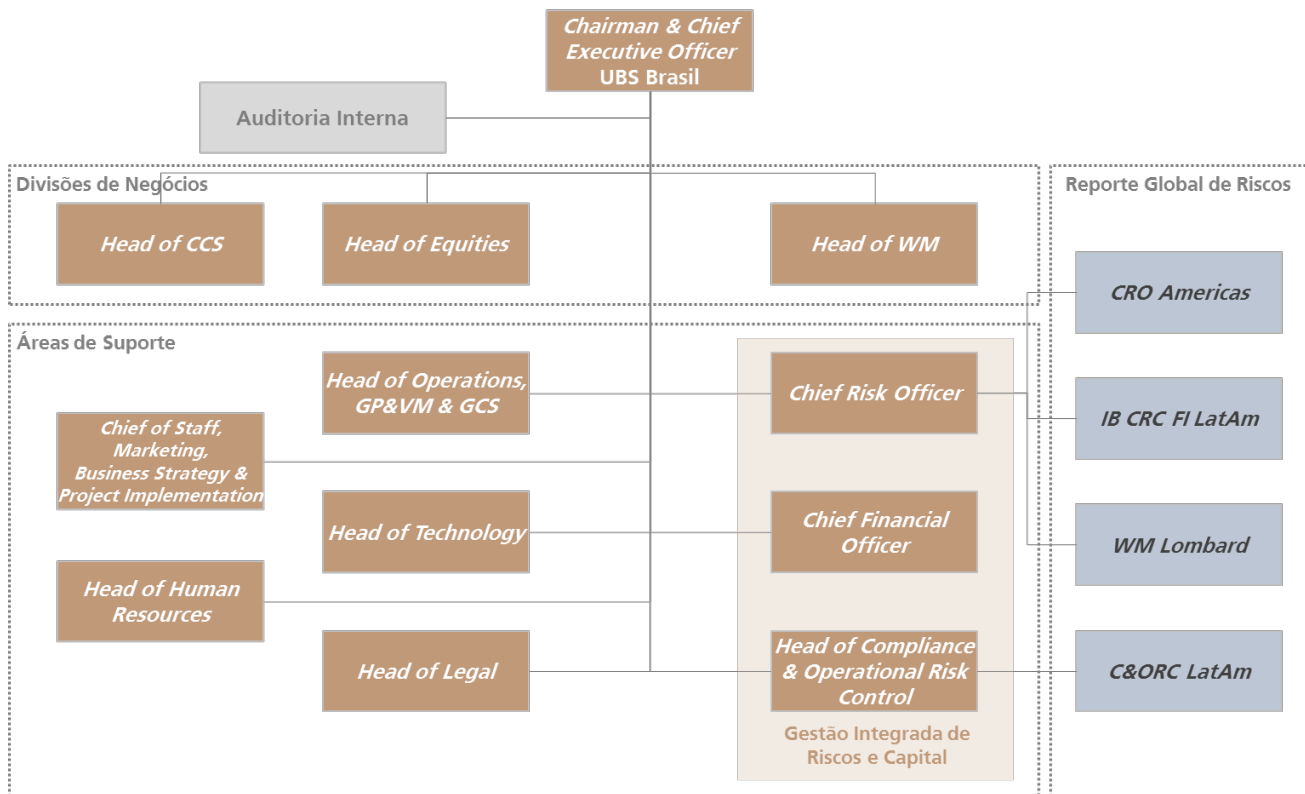 Chairman & Chief
Executive Officer
UBS Brasil
Auditoria Interna
Divisões de Negócios
Head of CCS
Head of Equities
Head of WM
Reporte Global de Riscos
CRO Americas
IB CRC FI LatAm
WM Lombard
C&ORC LatAm
Áreas de Suporte
Head of Operations,
GP&VM & GCS
Chief Risk Officer
Chief of Staff,
Marketing,
Business Strategy &
Project Implementation
Head of Technology
Chief Financial
Officer
Head of Human
Resources
Head of Legal
Head of Compliance
& Operational Risk
Control
Gestão Integrada de
Riscos e Capital